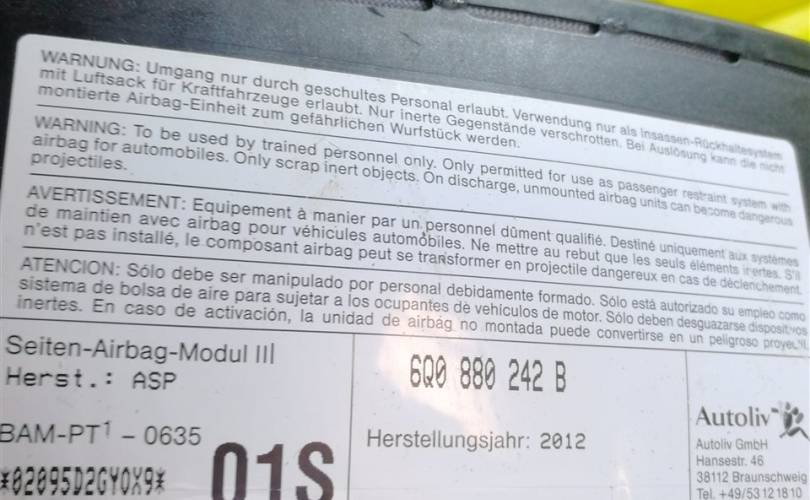 WARNUNG: Umgang nur durch geschultes Personal erlaubt. Verwendung nur als Insassen-Rückhaltesystem
mit Luftsack für Kraftfahrzeuge erlaubt. Nur inerte Gegenstände verschrotten. Bei Auslösung kann die nicht
montierte Airbag-Einheit zum gefährlichen Wurfstück werden.
WARNING: To be used by trained personnel only. Only permitted for use as passenger restraint system with
airbag for automobiles. Only scrap inert objects. On discharge, unmounted airbag units can become dangerous
projectiles.
AVERTISSEMENT: Equipement à manier par un personnel dûment qualifié. Destiné uniquement aux systèmes
de maintien avec airbag pour véhicules automobiles. Ne mettre au rebut que les seuls éléments inertes. S'il
n'est pas installé, le composant airbag peut se transformer en projectile dangereux en cas de déclenchement.
ATENCION: Sólo debe ser manipulado por personal debidamente formado. Sólo está autorizado su empleo como
sistema de bolsa de aire para sujetar a los ocupantes de vehículos de motor. Sólo deben desguazarse dispositivos
inertes. En caso de activación, la unidad de airbag no montada puede convertirse en un peligroso proyectil.
Seiten-Airbag-Modul III
Herst.: ASP
6Q0 880 242 B
BAM-PT1 - 0635
Herstellungsjahr: 2012
*02095D2GY0X9*
01S
Autoliv
Autoliv GmbH
Hansestr. 46
38112 Braunschweig
Tel. +49/5312 1810